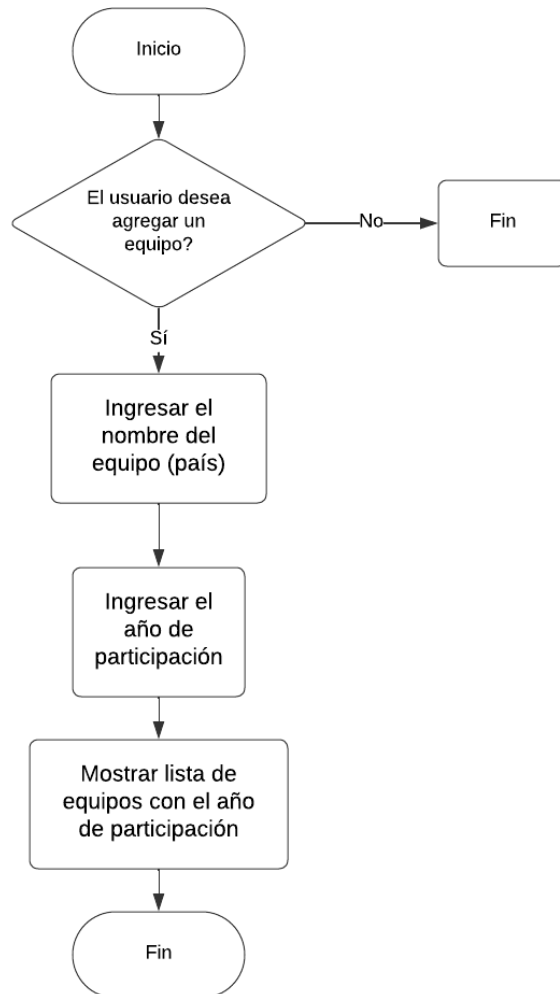 Inicio
El usuario desea
agregar un
equipo?
No
Fin
Sí
Ingresar el
nombre del
equipo (país)
Ingresar el
año de
participación
Mostrar lista de
equipos con el año
de participación
Fin